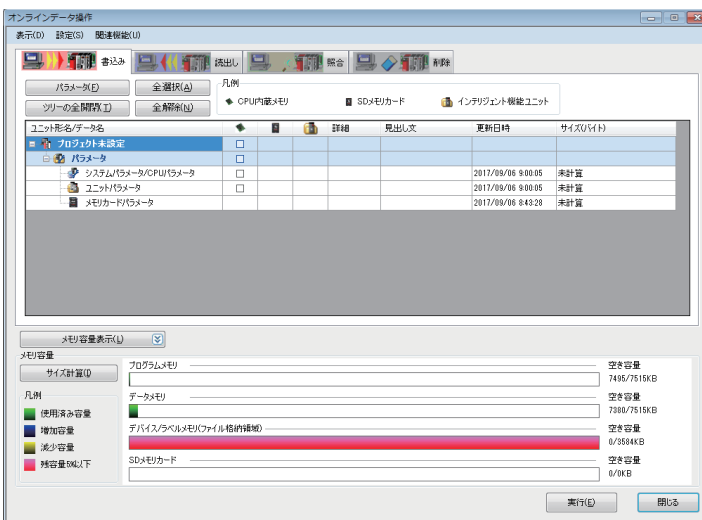 オンラインデータ操作
表示(D) 設定(S) 関連機能(U)
書込み 読出し 照合 削除
パラメータ(F) 全選択(A)
ツリーの全開閉(T) 全解除(N)
凡例
CPU内蔵メモリ SDメモリカード インテリジェント機能ユニット
ユニット形名/データ名 詳細 見出し文 更新日時 サイズ(バイト)
プロジェクト未設定
パラメータ
システムパラメータ/CPUパラメータ 2017/09/06 9:00:05 未計算
ユニットパラメータ 2017/09/06 9:00:05 未計算
メモリカードパラメータ 2017/09/06 8:43:28 未計算
メモリ容量表示(L)
メモリ容量
サイズ計算(I)
凡例
使用済み容量
増加容量
減少容量
残容量5%以下
プログラムメモリ 空き容量
7495/7515KB
データメモリ 空き容量
7380/7515KB
デバイス/ラベルメモリ(ファイル格納領域) 空き容量
0/3584KB
SDメモリカード 空き容量
0/0KB
実行(E) 閉じる